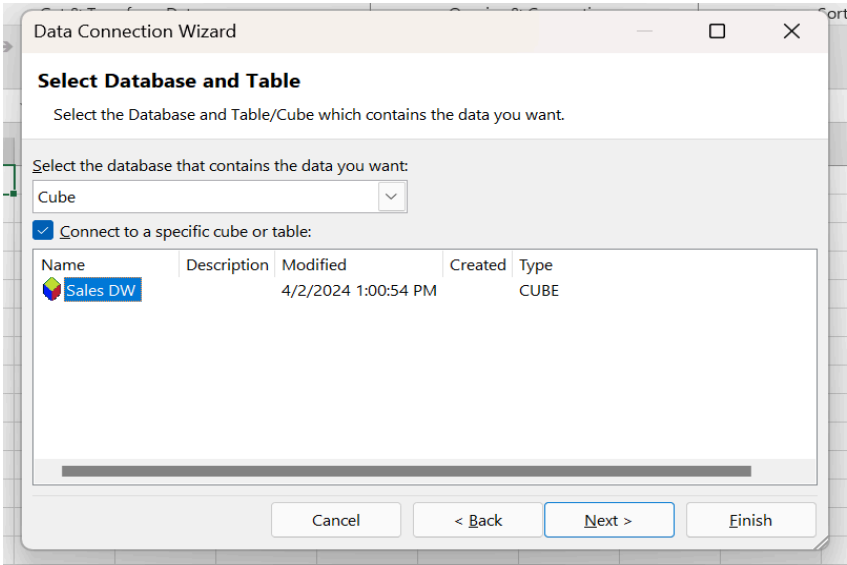 Data Connection Wizard
Select Database and Table
Select the Database and Table/Cube which contains the data you want.
Select the database that contains the data you want:
Cube
Connect to a specific cube or table:
Name Description Modified Created Type
Sales DW 4/2/2024 1:00:54 PM CUBE
Cancel < Back Next > Finish